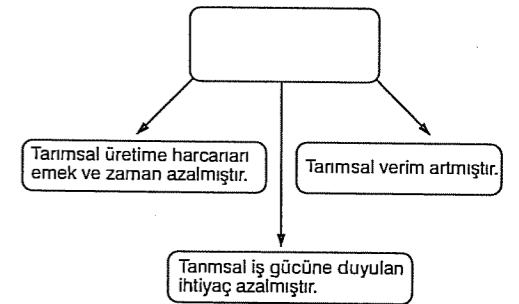 Tarımsal üretime harcanan
emek ve zaman azalmıştır.
Tarımsal verim artmıştır.
Tarımsal iş gücüne duyulan
ihtiyaç azalmıştır.